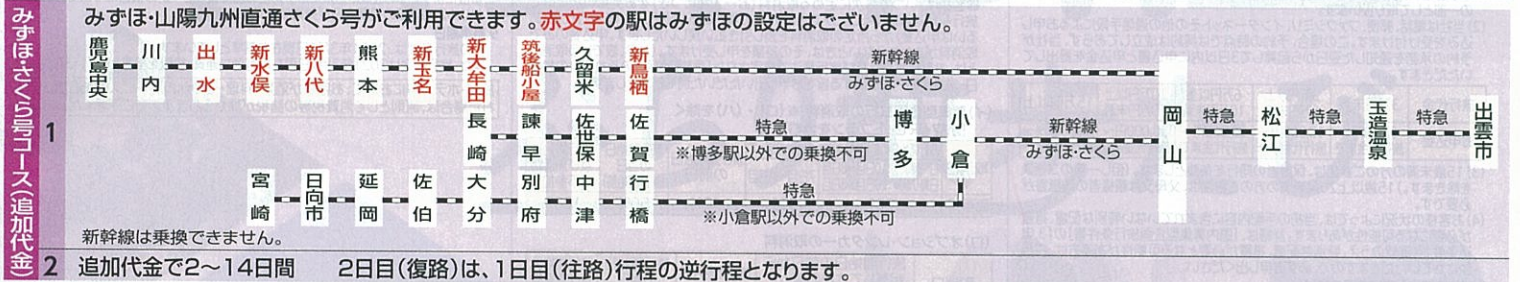 みずほ・さくら号コース(追加代金)
1
みずほ・山陽九州直通さくら号がご利用できます。赤文字の駅はみずほの設定はございません。
鹿児島中央 川内 出水 新水俣 新八代 熊本 新玉名 新大牟田 筑後船小屋 久留米 新鳥栖 新幹線 みずほ・さくら 岡山 特急 松江 特急 玉造温泉 特急 出雲市
長崎 諫早 佐世保 佐賀 特急 ※博多駅以外での乗換不可 博多 小倉 新幹線 みずほ・さくら
宮崎 日向市 延岡 佐伯 大分 別府 中津 行橋 特急 ※小倉駅以外での乗換不可
新幹線は乗換できません。
2 追加代金で2〜14日間 2日目(復路)は、1日目(往路)行程の逆行程となります。